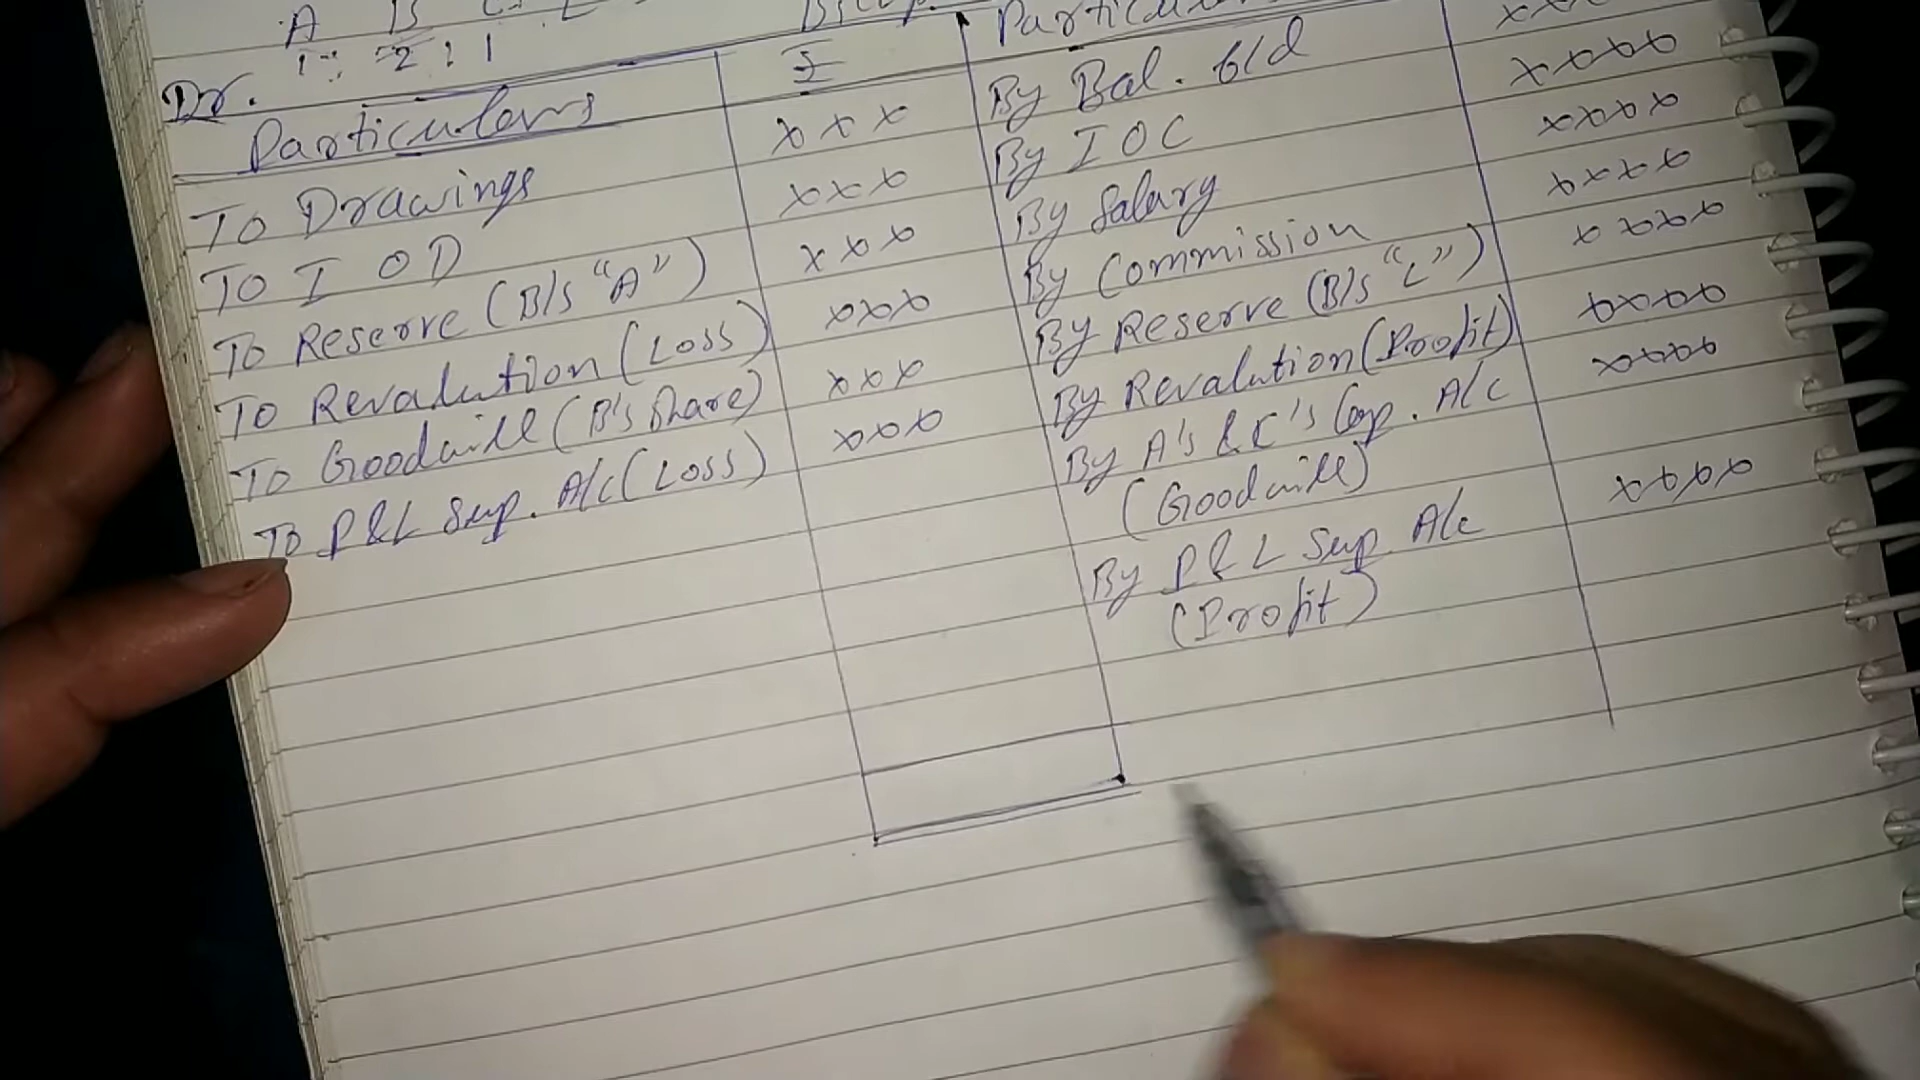 A B
1 : 2 : 1
Dr.
Particulars ₹
To Drawings xxx
To I O D xxx
To Reserve (B/s "A") xxx
To Revalution (Loss) xxx
To Goodwill (B's Share) xxx
To P&L Sup. A/c (Loss) xxx
Particulars
By Bal. b/d xxx
By I O C xxxx
By Salary xxxx
By Commission xxxx
By Reserve (B/s "L") xxxx
By Revalution (Profit) xxxx
By A's & C's Cap. A/c xxxx
(Goodwill)
By P & L Sup. A/c xxxx
(Profit)